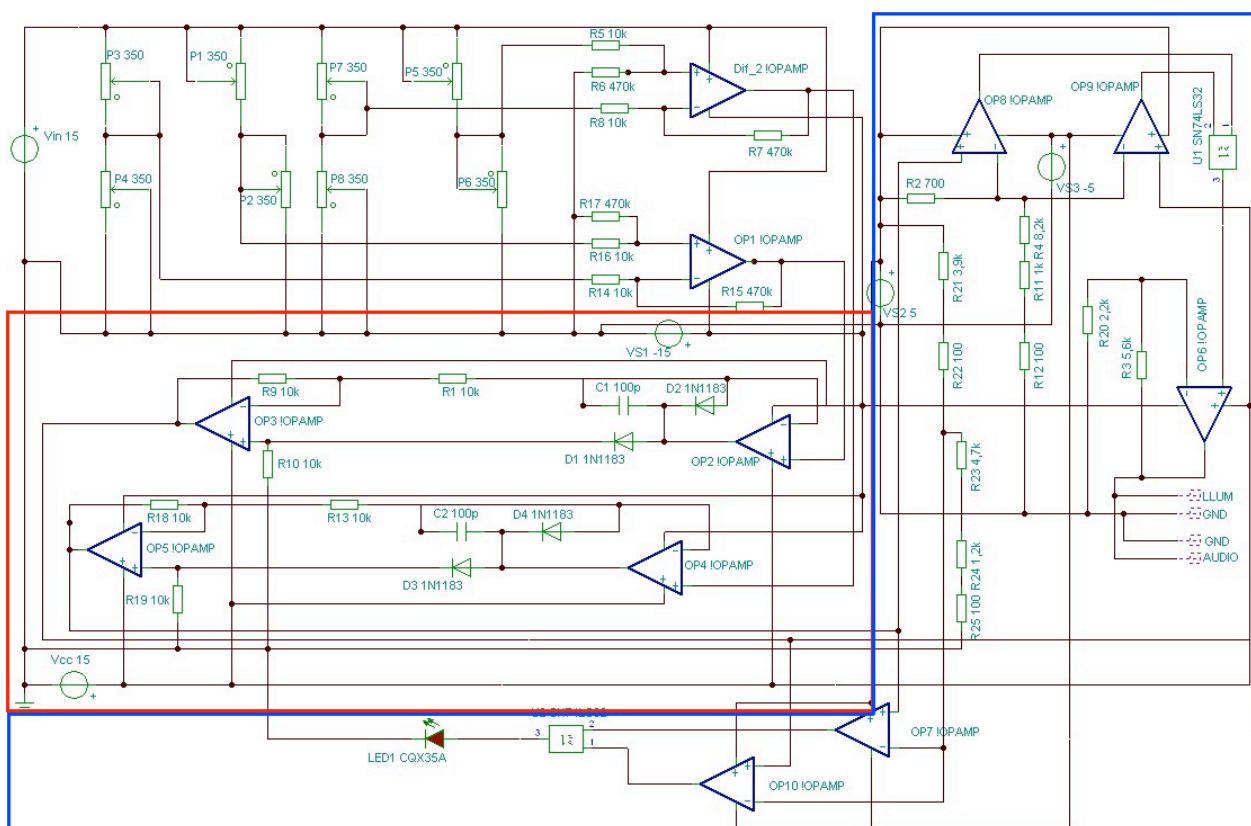 P3 350
P1 350
P7 350
P5 350
R5 10k
R6 470k
R8 10k
Dif_2 !OPAMP
R7 470k
Vin 15
P4 350
P2 350
P8 350
P6 350
R17 470k
R16 10k
R14 10k
OP1 !OPAMP
R15 470k
VS1 -15
OP8 !OPAMP
OP9 !OPAMP
2
1
U1 SN74LS32
3
R2 700
VS3 -5
R4 8,2k
R11 1k
R21 3,9k
VS2 5
R20 2,2k
R3 5,6k
OP6 !OPAMP
R22 100
R12 100
R23 4,7k
R24 1,2k
R25 100
LLUM
GND
GND
AUDIO
R9 10k
R1 10k
C1 100p
D2 1N1183
OP3 !OPAMP
D1 1N1183
OP2 !OPAMP
R10 10k
R18 10k
R13 10k
C2 100p
D4 1N1183
OP5 !OPAMP
D3 1N1183
OP4 !OPAMP
R19 10k
Vcc 15
LED1 CQX35A
3
2
1
OP7 !OPAMP
OP10 !OPAMP